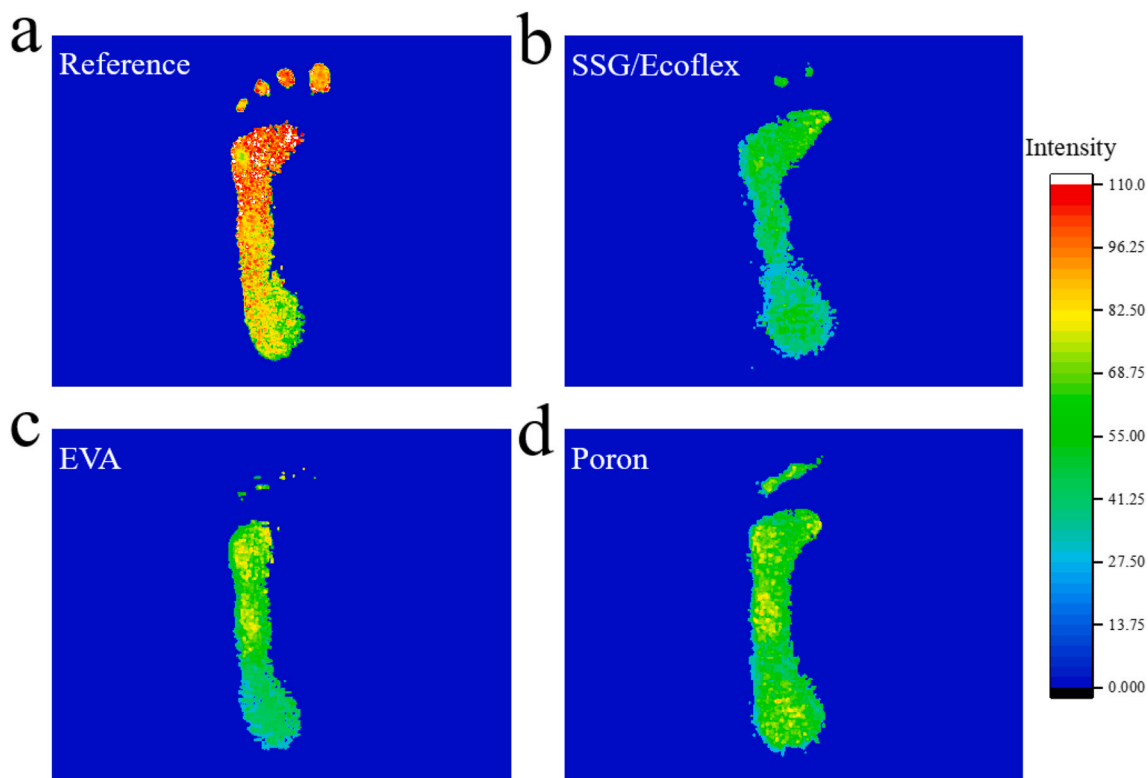 a
Reference
b
SSG/Ecoflex
Intensity
110.0
96.25
82.50
68.75
55.00
41.25
27.50
13.75
0.000
c
EVA
d
Poron